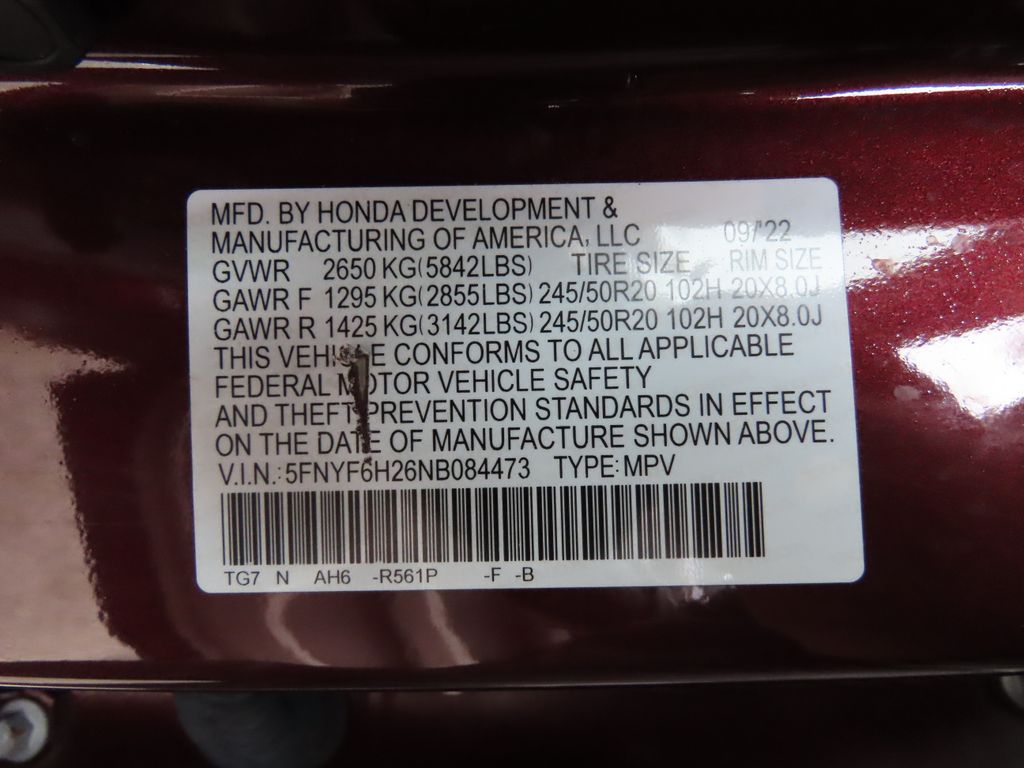 MFD. BY HONDA DEVELOPMENT &
MANUFACTURING OF AMERICA, LLC 09/'22
GVWR 2650 KG(5842LBS) TIRE SIZE RIM SIZE
GAWR F 1295 KG(2855LBS) 245/50R20 102H 20X8.0J
GAWR R 1425 KG(3142LBS) 245/50R20 102H 20X8.0J
THIS VEHICLE CONFORMS TO ALL APPLICABLE
FEDERAL MOTOR VEHICLE SAFETY
AND THEFT PREVENTION STANDARDS IN EFFECT
ON THE DATE OF MANUFACTURE SHOWN ABOVE.
V.I.N.: 5FNYF6H26NB084473 TYPE: MPV
TG7 N AH6 -R561P -F -B